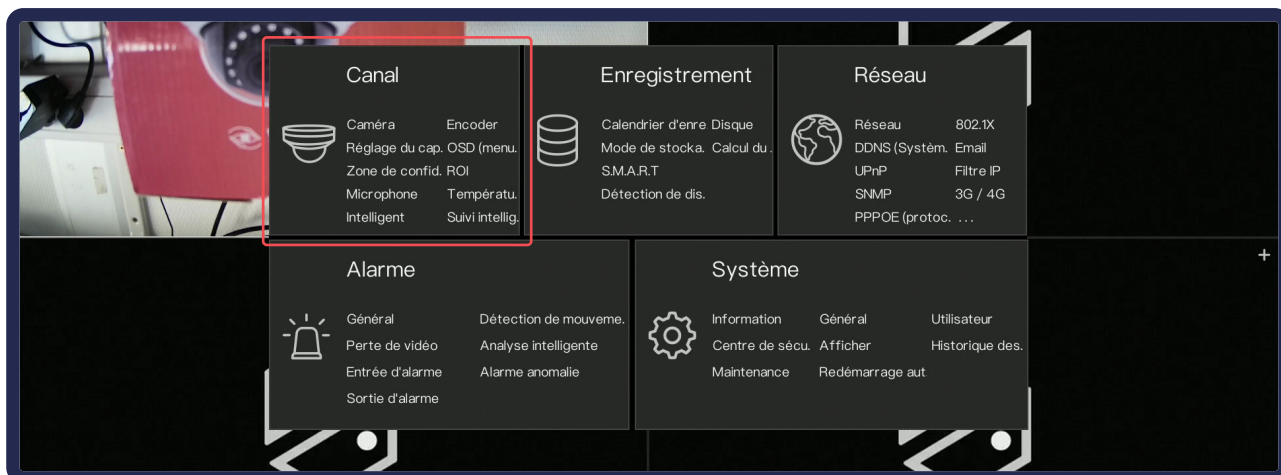 Canal
Caméra Encoder
Réglage du cap. OSD (menu.
Zone de confid. ROI
Microphone Températu.
Intelligent Suivi intellig.
Enregistrement
Calendrier d'enre Disque
Mode de stocka. Calcul du .
S.M.A.R.T
Détection de dis.
Réseau
Réseau 802.1X
DDNS (Systèm. Email
UPnP Filtre IP
SNMP 3G / 4G
PPPOE (protoc. ...
Alarme
Général Détection de mouveme.
Perte de vidéo Analyse intelligente
Entrée d'alarme Alarme anomalie
Sortie d'alarme
Système
Information Général Utilisateur
Centre de sécu. Afficher Historique des.
Maintenance Redémarrage aut